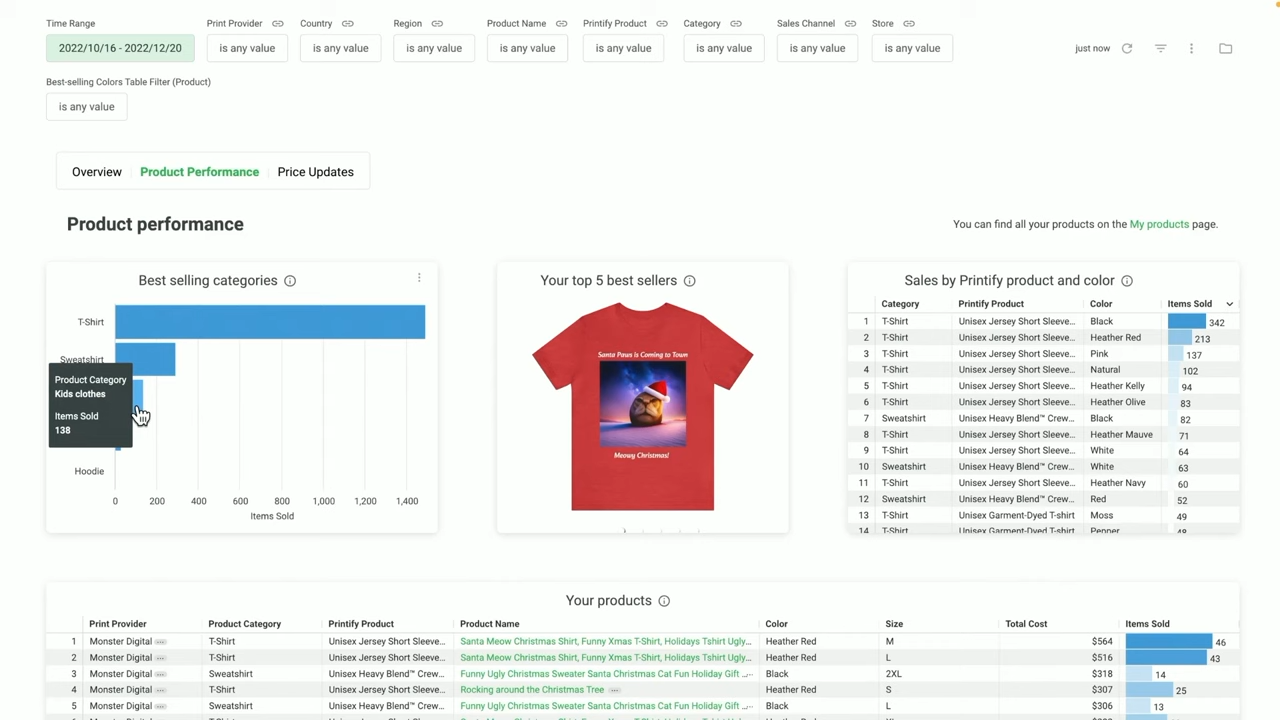 Time Range
Print Provider
Country
Region
Product Name
Printify Product
Category
Sales Channel
Store
2022/10/16 - 2022/12/20
is any value
is any value
is any value
is any value
is any value
is any value
is any value
is any value
just now
Best-selling Colors Table Filter (Product)
is any value
Overview
Product Performance
Price Updates
Product performance
You can find all your products on the My products page.
Best selling categories
T-Shirt
Sweatshirt
Product Category
Kids clothes
Items Sold
138
Hoodie
0 200 400 600 800 1,000 1,200 1,400
Items Sold
Your top 5 best sellers
Santa Paws is Coming to Town
Meowy Christmas!
Sales by Printify product and color
Category Printify Product Color Items Sold
1 T-Shirt Unisex Jersey Short Sleeve... Black 342
2 T-Shirt Unisex Jersey Short Sleeve... Heather Red 213
3 T-Shirt Unisex Jersey Short Sleeve... Pink 137
4 T-Shirt Unisex Jersey Short Sleeve... Natural 102
5 T-Shirt Unisex Jersey Short Sleeve... Heather Kelly 94
6 T-Shirt Unisex Jersey Short Sleeve... Heather Olive 83
7 Sweatshirt Unisex Heavy Blend™ Crew... Black 82
8 T-Shirt Unisex Jersey Short Sleeve... Heather Mauve 71
9 T-Shirt Unisex Jersey Short Sleeve... White 64
10 Sweatshirt Unisex Heavy Blend™ Crew... White 63
11 T-Shirt Unisex Jersey Short Sleeve... Heather Navy 60
12 Sweatshirt Unisex Heavy Blend™ Crew... Red 52
13 T-Shirt Unisex Garment-Dyed T-shirt Moss 49
14 T-Shirt Unisex Garment-Dyed T-shirt Pepper 48
Your products
Print Provider Product Category Printify Product Product Name Color Size Total Cost Items Sold
1 Monster Digital T-Shirt Unisex Jersey Short Sleeve... Santa Meow Christmas Shirt, Funny Xmas T-Shirt, Holidays Tshirt Ugly... Heather Red M $564 46
2 Monster Digital T-Shirt Unisex Jersey Short Sleeve... Santa Meow Christmas Shirt, Funny Xmas T-Shirt, Holidays Tshirt Ugly... Heather Red L $516 43
3 Monster Digital Sweatshirt Unisex Heavy Blend™ Crew... Funny Ugly Christmas Sweater Santa Christmas Cat Fun Holiday Gift ... Black 2XL $318 14
4 Monster Digital T-Shirt Unisex Jersey Short Sleeve... Rocking around the Christmas Tree Heather Red S $307 25
5 Monster Digital Sweatshirt Unisex Heavy Blend™ Crew... Funny Ugly Christmas Sweater Santa Christmas Cat Fun Holiday Gift ... Black L $306 13